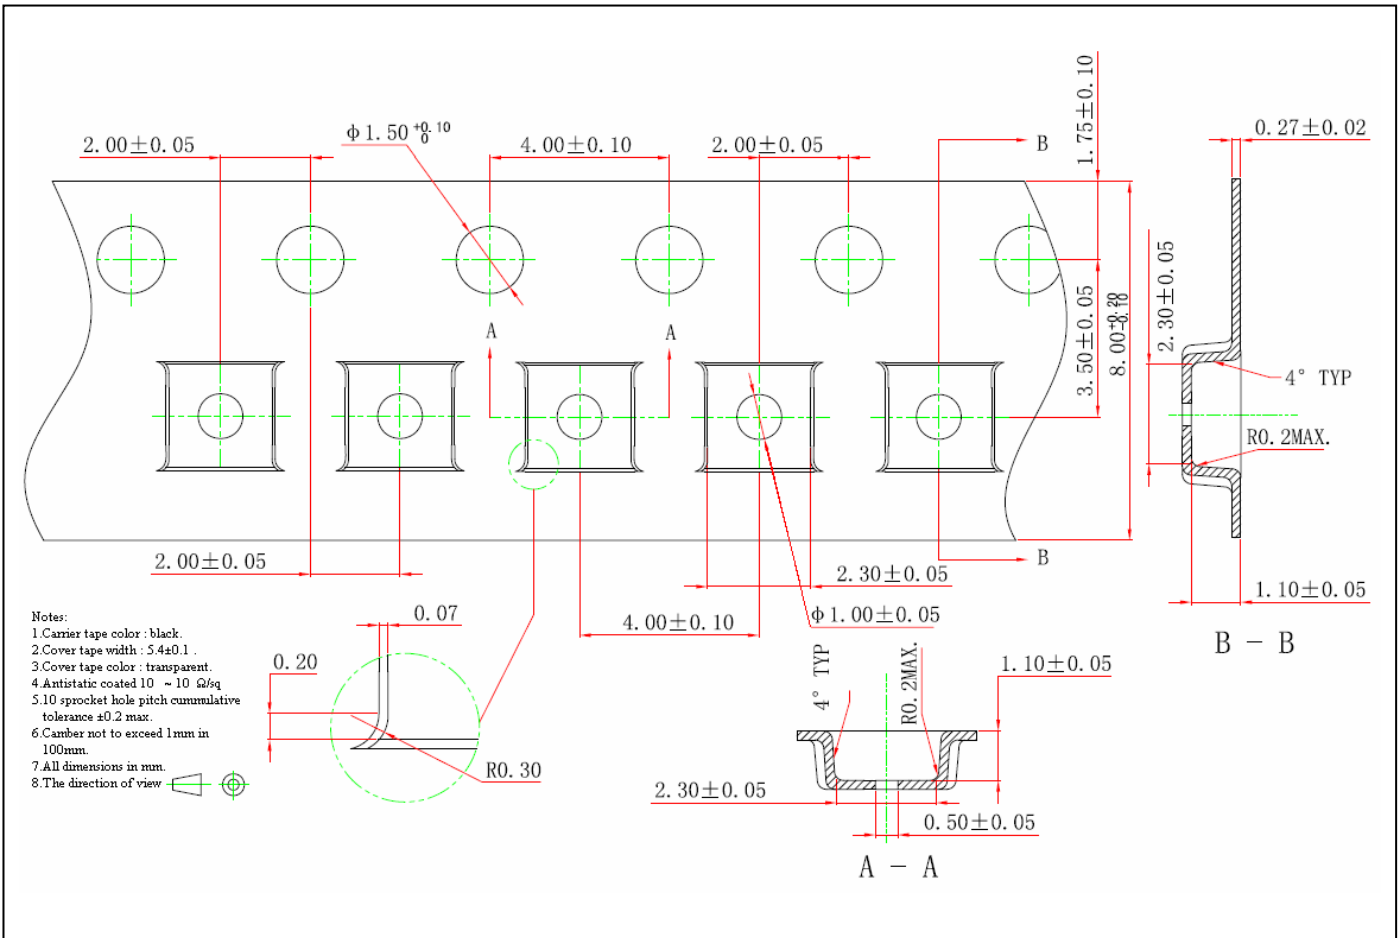 1.75±0.10
0.27±0.02
φ1.50 +0.10 0
2.00±0.05
4.00±0.10
2.00±0.05
B
2.30±0.05
3.50±0.05
8.00+0.20 -0.10
A
A
4° TYP
R0.2MAX.
2.00±0.05
B
2.30±0.05
1.10±0.05
φ1.00±0.05
4.00±0.10
0.07
B - B
Notes:
1.Carrier tape color : black.
2.Cover tape width : 5.4±0.1 .
3.Cover tape color : transparent.
4.Antistatic coated 10 ~ 10 Ω/sq
5.10 sprocket hole pitch cummulative
tolerance ±0.2 max.
6.Camber not to exceed 1mm in
100mm.
7.All dimensions in mm.
8.The direction of view
0.20
R0.30
4° TYP
R0.2MAX.
1.10±0.05
2.30±0.05
0.50±0.05
A - A